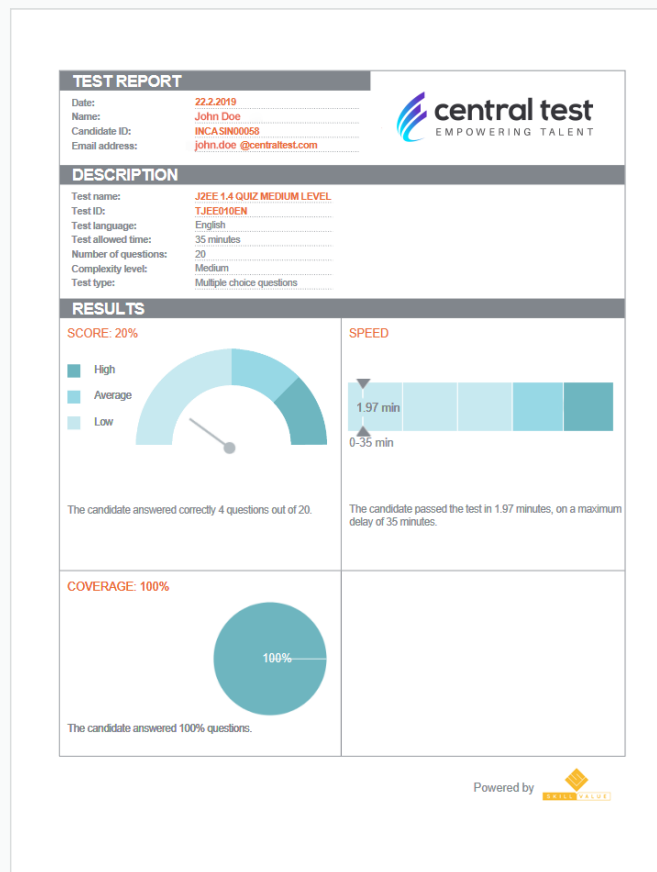 TEST REPORT
Date: 22.2.2019
Name: John Doe
Candidate ID: INCASIN00058
Email address: john.doe @centraltest.com
central test
EMPOWERING TALENT
DESCRIPTION
Test name: J2EE 1.4 QUIZ MEDIUM LEVEL
Test ID: TJEE010EN
Test language: English
Test allowed time: 35 minutes
Number of questions: 20
Complexity level: Medium
Test type: Multiple choice questions
RESULTS
SCORE: 20%
High
Average
Low
The candidate answered correctly 4 questions out of 20.
SPEED
1.97 min
0-35 min
The candidate passed the test in 1.97 minutes, on a maximum
delay of 35 minutes.
COVERAGE: 100%
100%
The candidate answered 100% questions.
Powered by
SKILL VALUE